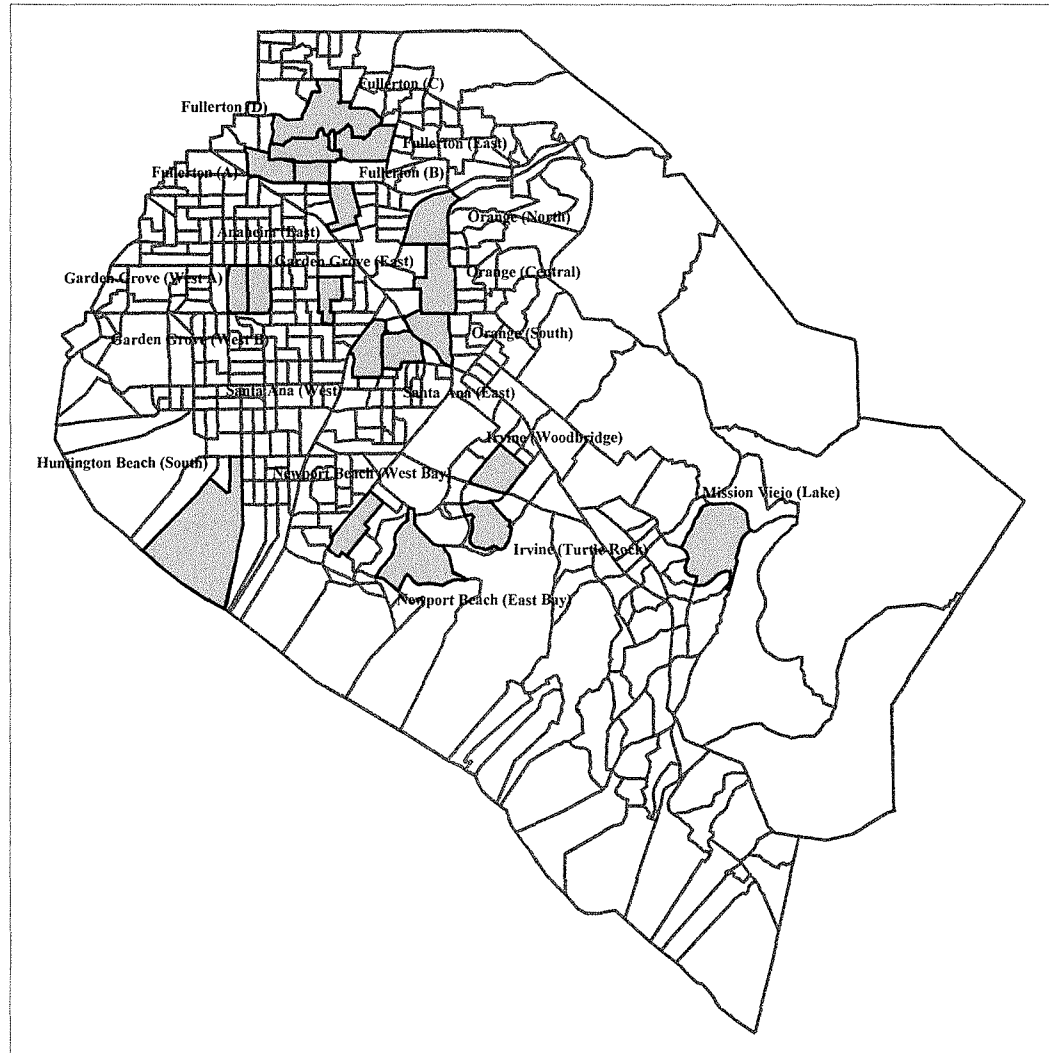 Fullerton (C)
Fullerton (D)
Fullerton (East)
Fullerton (A)
Fullerton (B)
Orange (North)
Anaheim (East)
Garden Grove (East)
Garden Grove (West A)
Orange (Central)
Orange (South)
Garden Grove (West B)
Santa Ana (West)
Santa Ana (East)
Irvine (Woodbridge)
Huntington Beach (South)
Newport Beach (West Bay)
Mission Viejo (Lake)
Irvine (Turtle Rock)
Newport Beach (East Bay)